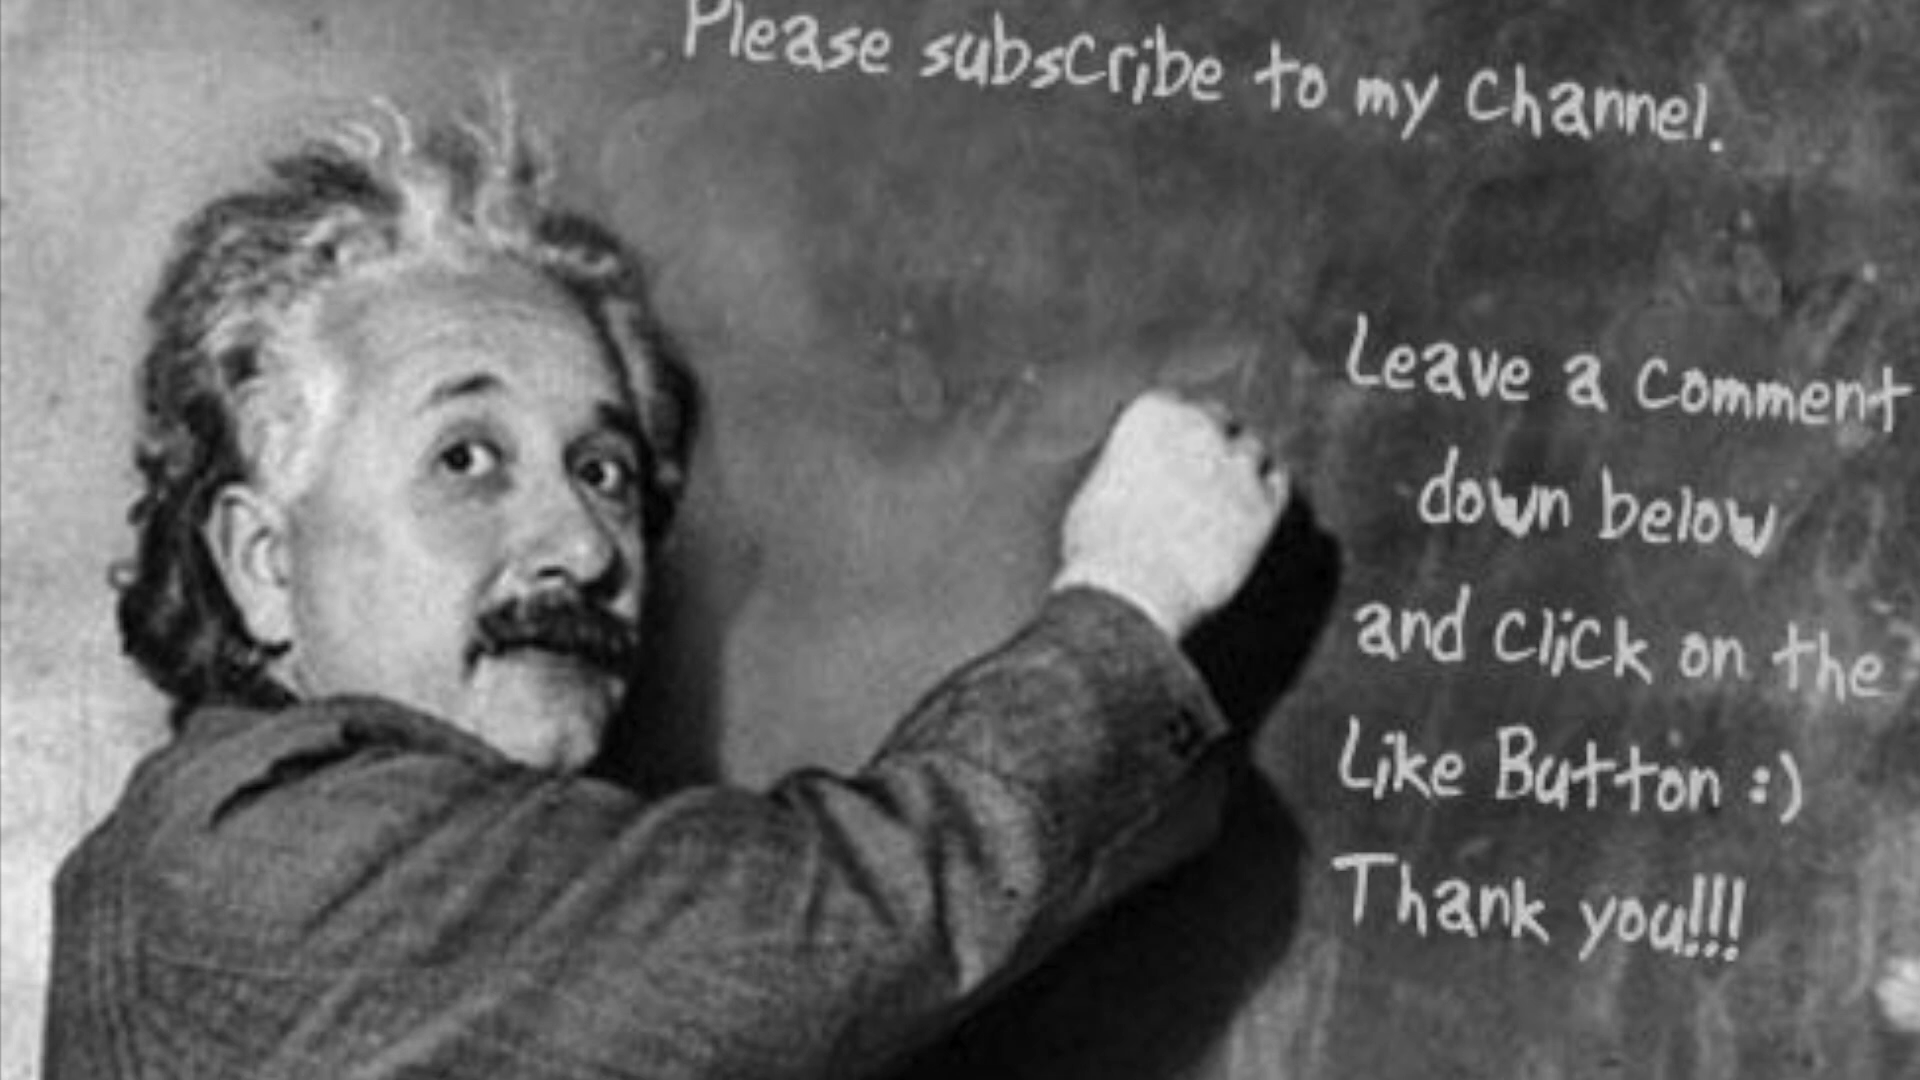 Please subscribe to my Channel.
Leave a Comment
down below
and Click on the
Like Button :)
Thank you!!!